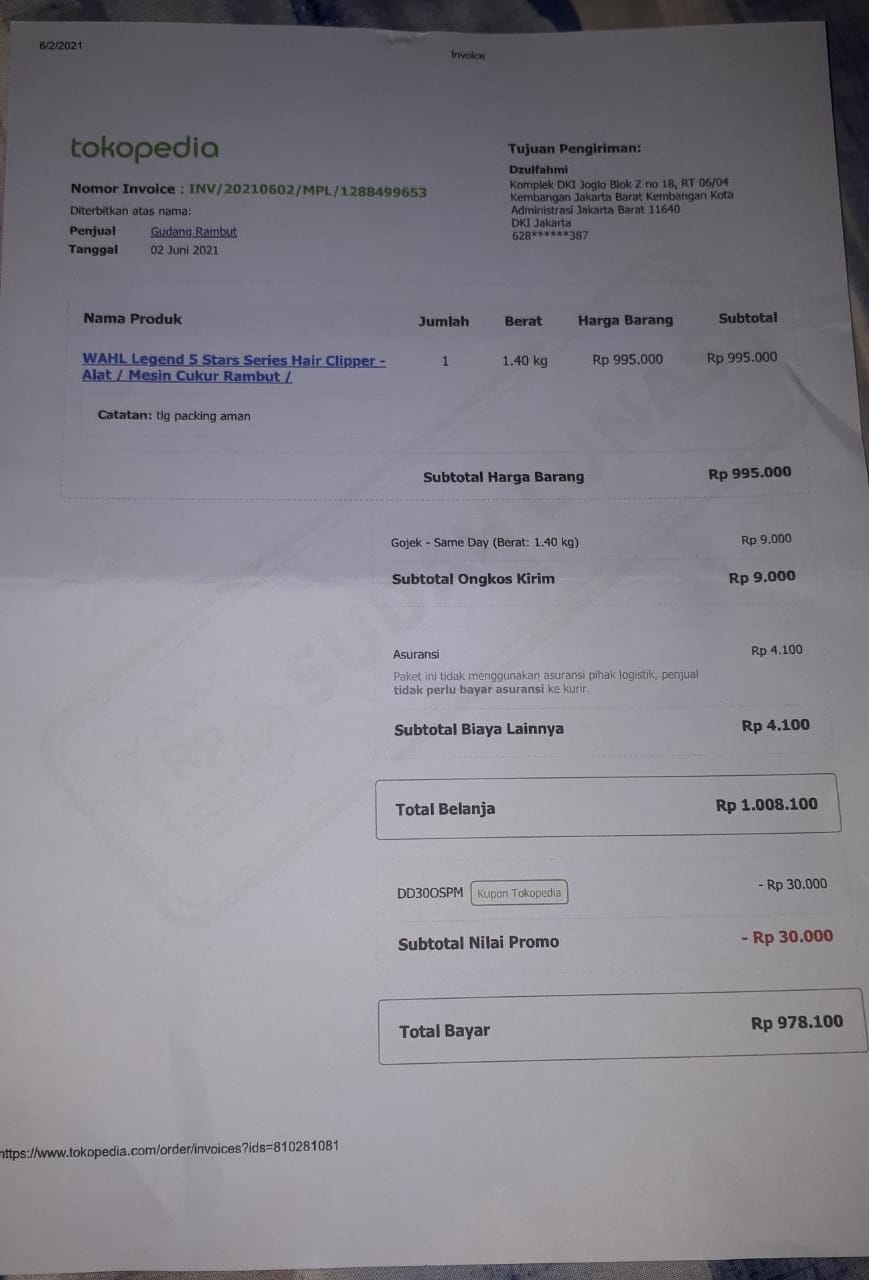 6/2/2021
Invoice
tokopedia
Nomor Invoice : INV/20210602/MPL/1288499653
Diterbitkan atas nama:
Penjual Gudang Rambut
Tanggal 02 Juni 2021
Tujuan Pengiriman:
Dzulfahmi
Komplek DKI Joglo Blok Z no 18, RT 06/04
Kembangan Jakarta Barat Kembangan Kota
Administrasi Jakarta Barat 11640
DKI Jakarta
628******387
Nama Produk Jumlah Berat Harga Barang Subtotal
WAHL Legend 5 Stars Series Hair Clipper - 1 1.40 kg Rp 995.000 Rp 995.000
Alat / Mesin Cukur Rambut /
Catatan: tlg packing aman
Subtotal Harga Barang Rp 995.000
Gojek - Same Day (Berat: 1.40 kg) Rp 9.000
Subtotal Ongkos Kirim Rp 9.000
Asuransi Rp 4.100
Paket ini tidak menggunakan asuransi pihak logistik, penjual
tidak perlu bayar asuransi ke kurir.
Subtotal Biaya Lainnya Rp 4.100
Total Belanja Rp 1.008.100
DD30OSPM Kupon Tokopedia - Rp 30.000
Subtotal Nilai Promo - Rp 30.000
Total Bayar Rp 978.100
https://www.tokopedia.com/order/invoices?ids=810281081
SUDAH LUNAS